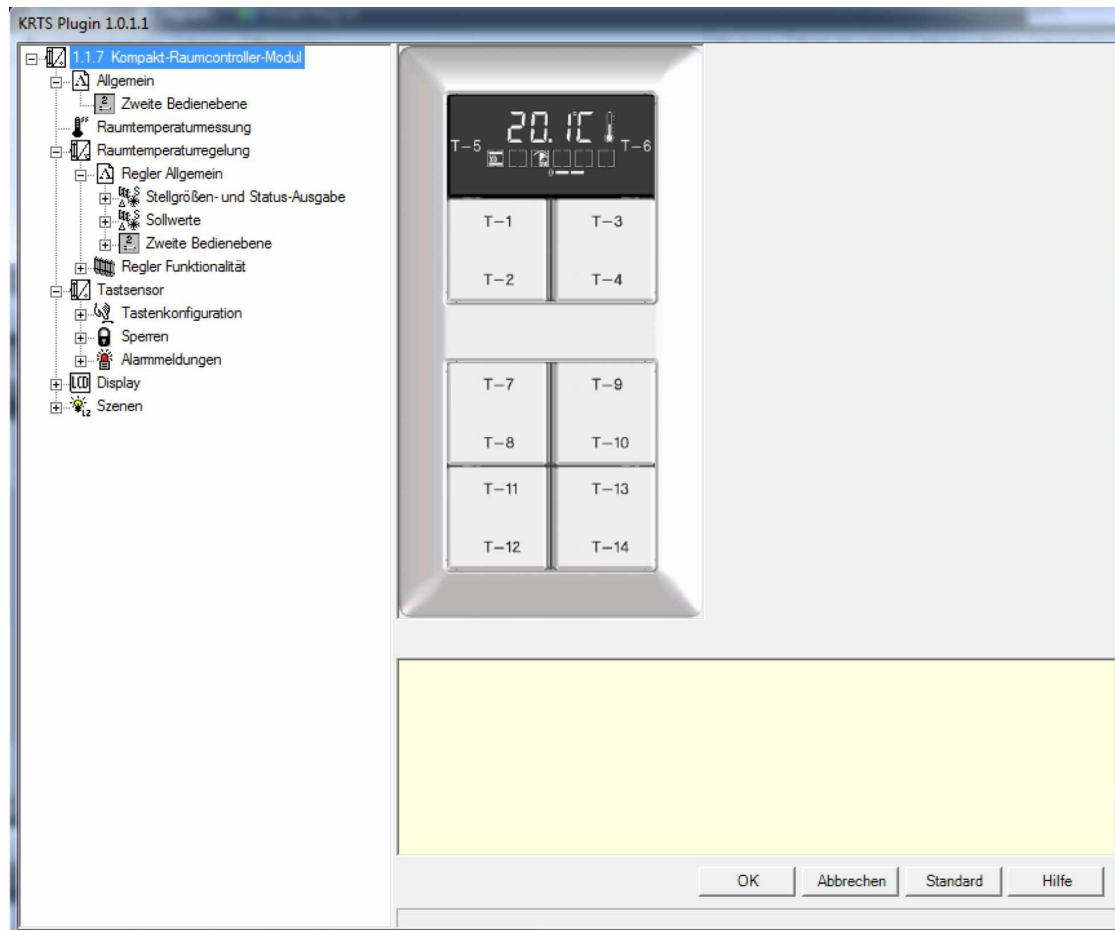 KRTS Plugin 1.0.1.1
1.1.7 Kompakt-Raumcontroller-Modul
Allgemein
Zweite Bedienebene
Raumtemperaturmessung
Raumtemperaturregelung
Regler Allgemein
Stellgrößen- und Status-Ausgabe
Sollwerte
Zweite Bedienebene
Regler Funktionalität
Tastsensor
Tastenkonfiguration
Sperren
Alarmmeldungen
LCD Display
Szenen
20.1°C
T-5 T-6
0
T-1 T-3
T-2 T-4
T-7 T-9
T-8 T-10
T-11 T-13
T-12 T-14
OK Abbrechen Standard Hilfe